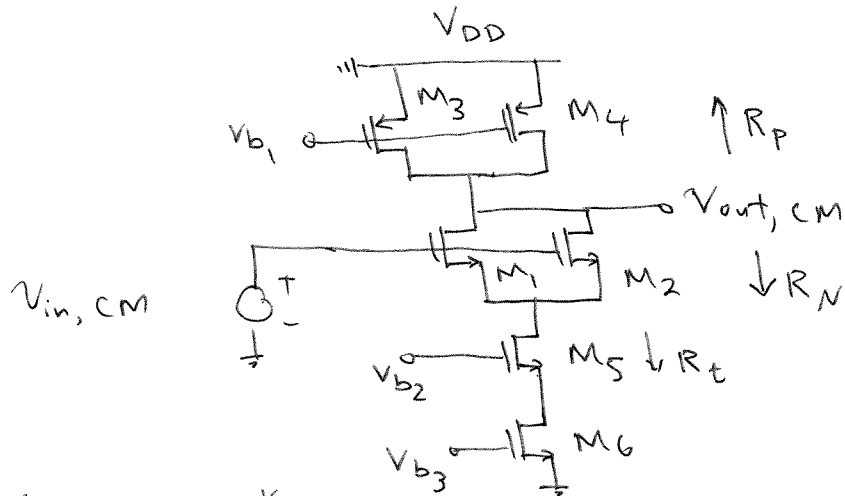 VDD
M3
M4
Rp
Vb1
Vout, CM
M1
M2
RN
Vin, CM
+
-
M5
Rt
Vb2
M6
Vb3